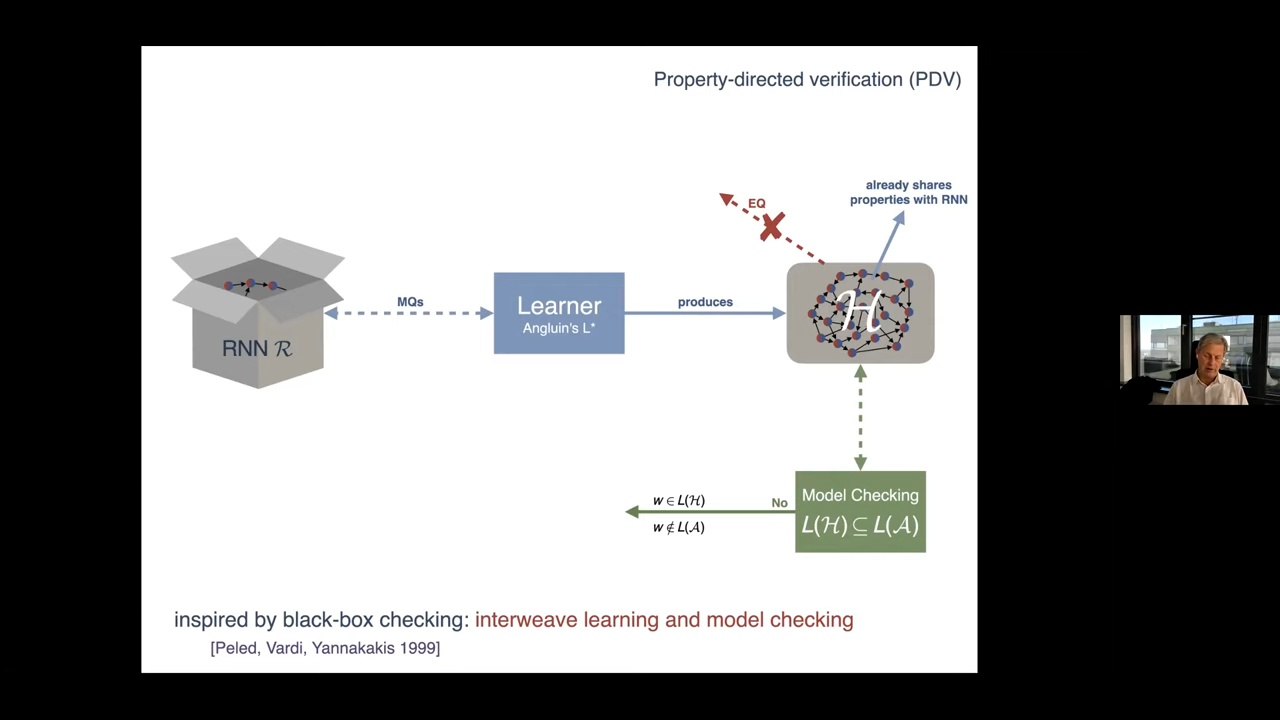 Property-directed verification (PDV)
already shares
properties with RNN
EQ
MQs
Learner
Angluin's L*
produces
H
RNN R
w ∈ L(H)
No
w ∉ L(A)
Model Checking
L(H) ⊆ L(A)
inspired by black-box checking: interweave learning and model checking
[Peled, Vardi, Yannakakis 1999]